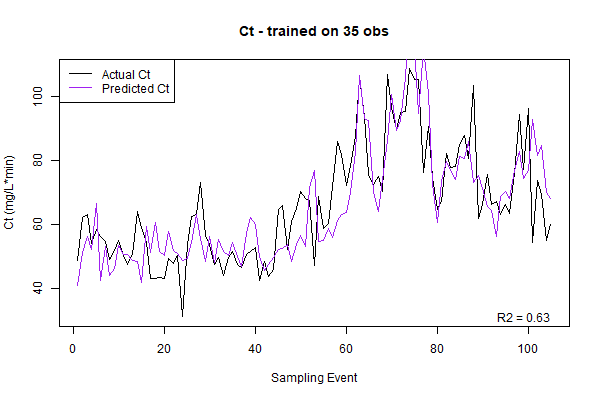 Ct - trained on 35 obs
Actual Ct
Predicted Ct
Ct (mg/L*min)
100
80
60
40
R2 = 0.63
0 20 40 60 80 100
Sampling Event